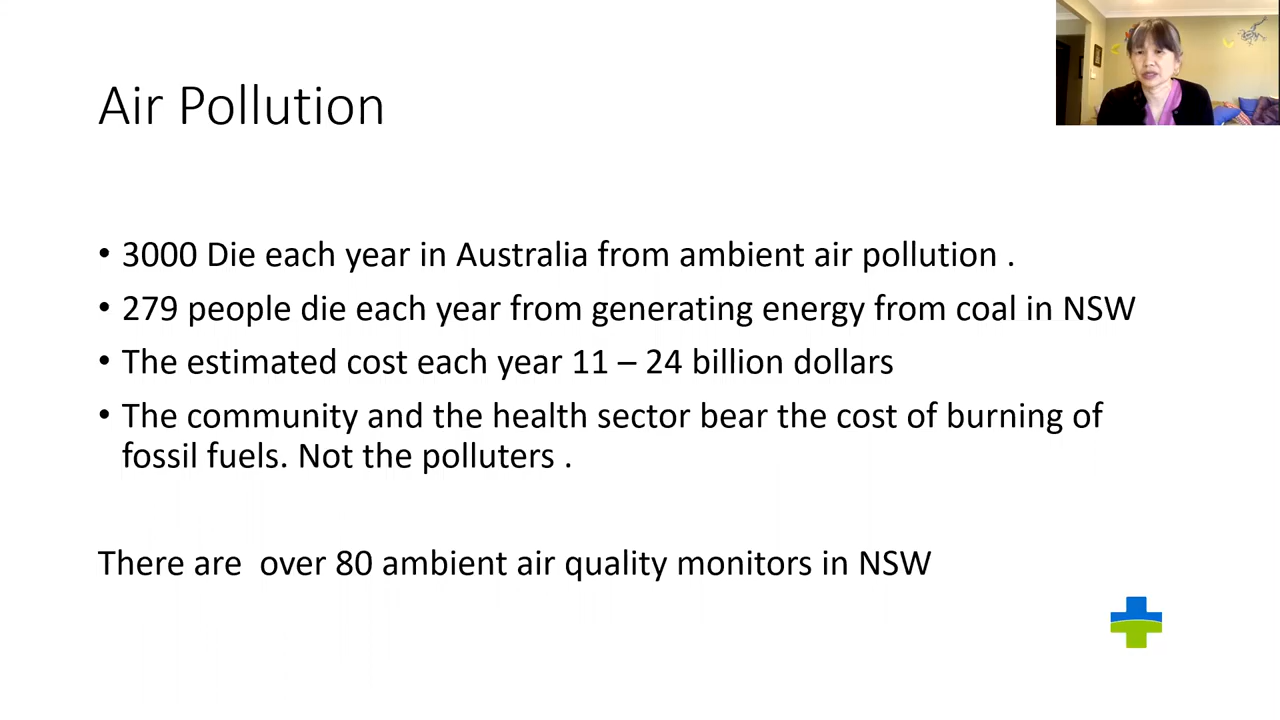 Air Pollution
• 3000 Die each year in Australia from ambient air pollution .
• 279 people die each year from generating energy from coal in NSW
• The estimated cost each year 11 – 24 billion dollars
• The community and the health sector bear the cost of burning of
fossil fuels. Not the polluters .
There are  over 80 ambient air quality monitors in NSW